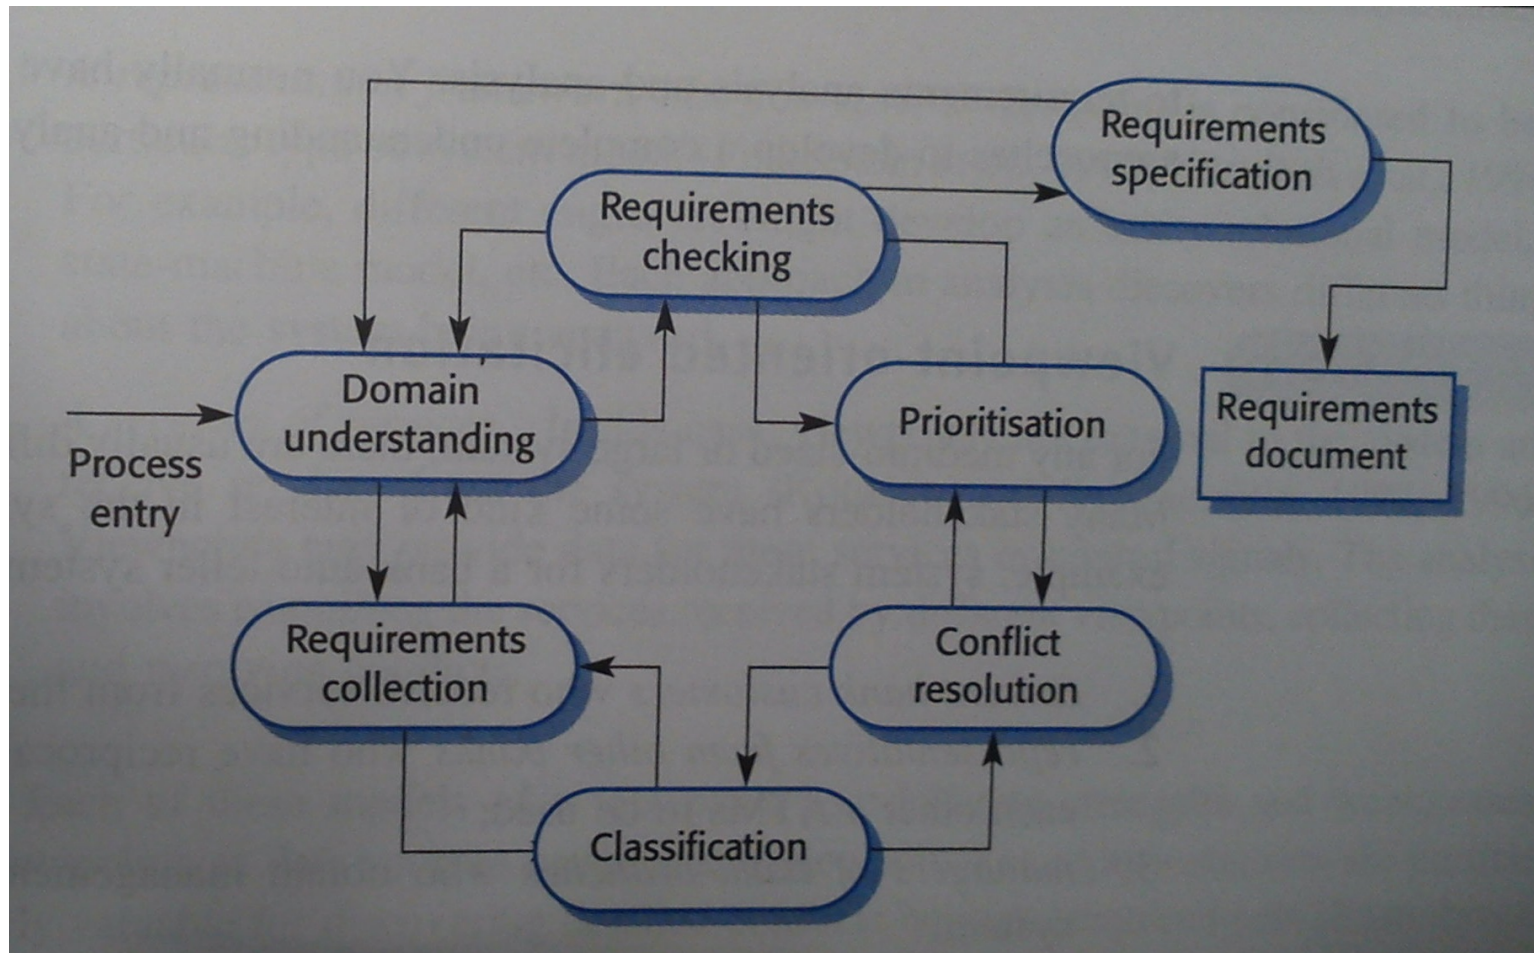 Requirements
specification
Requirements
checking
Domain
understanding
Prioritisation
Requirements
document
Process
entry
Requirements
collection
Conflict
resolution
Classification